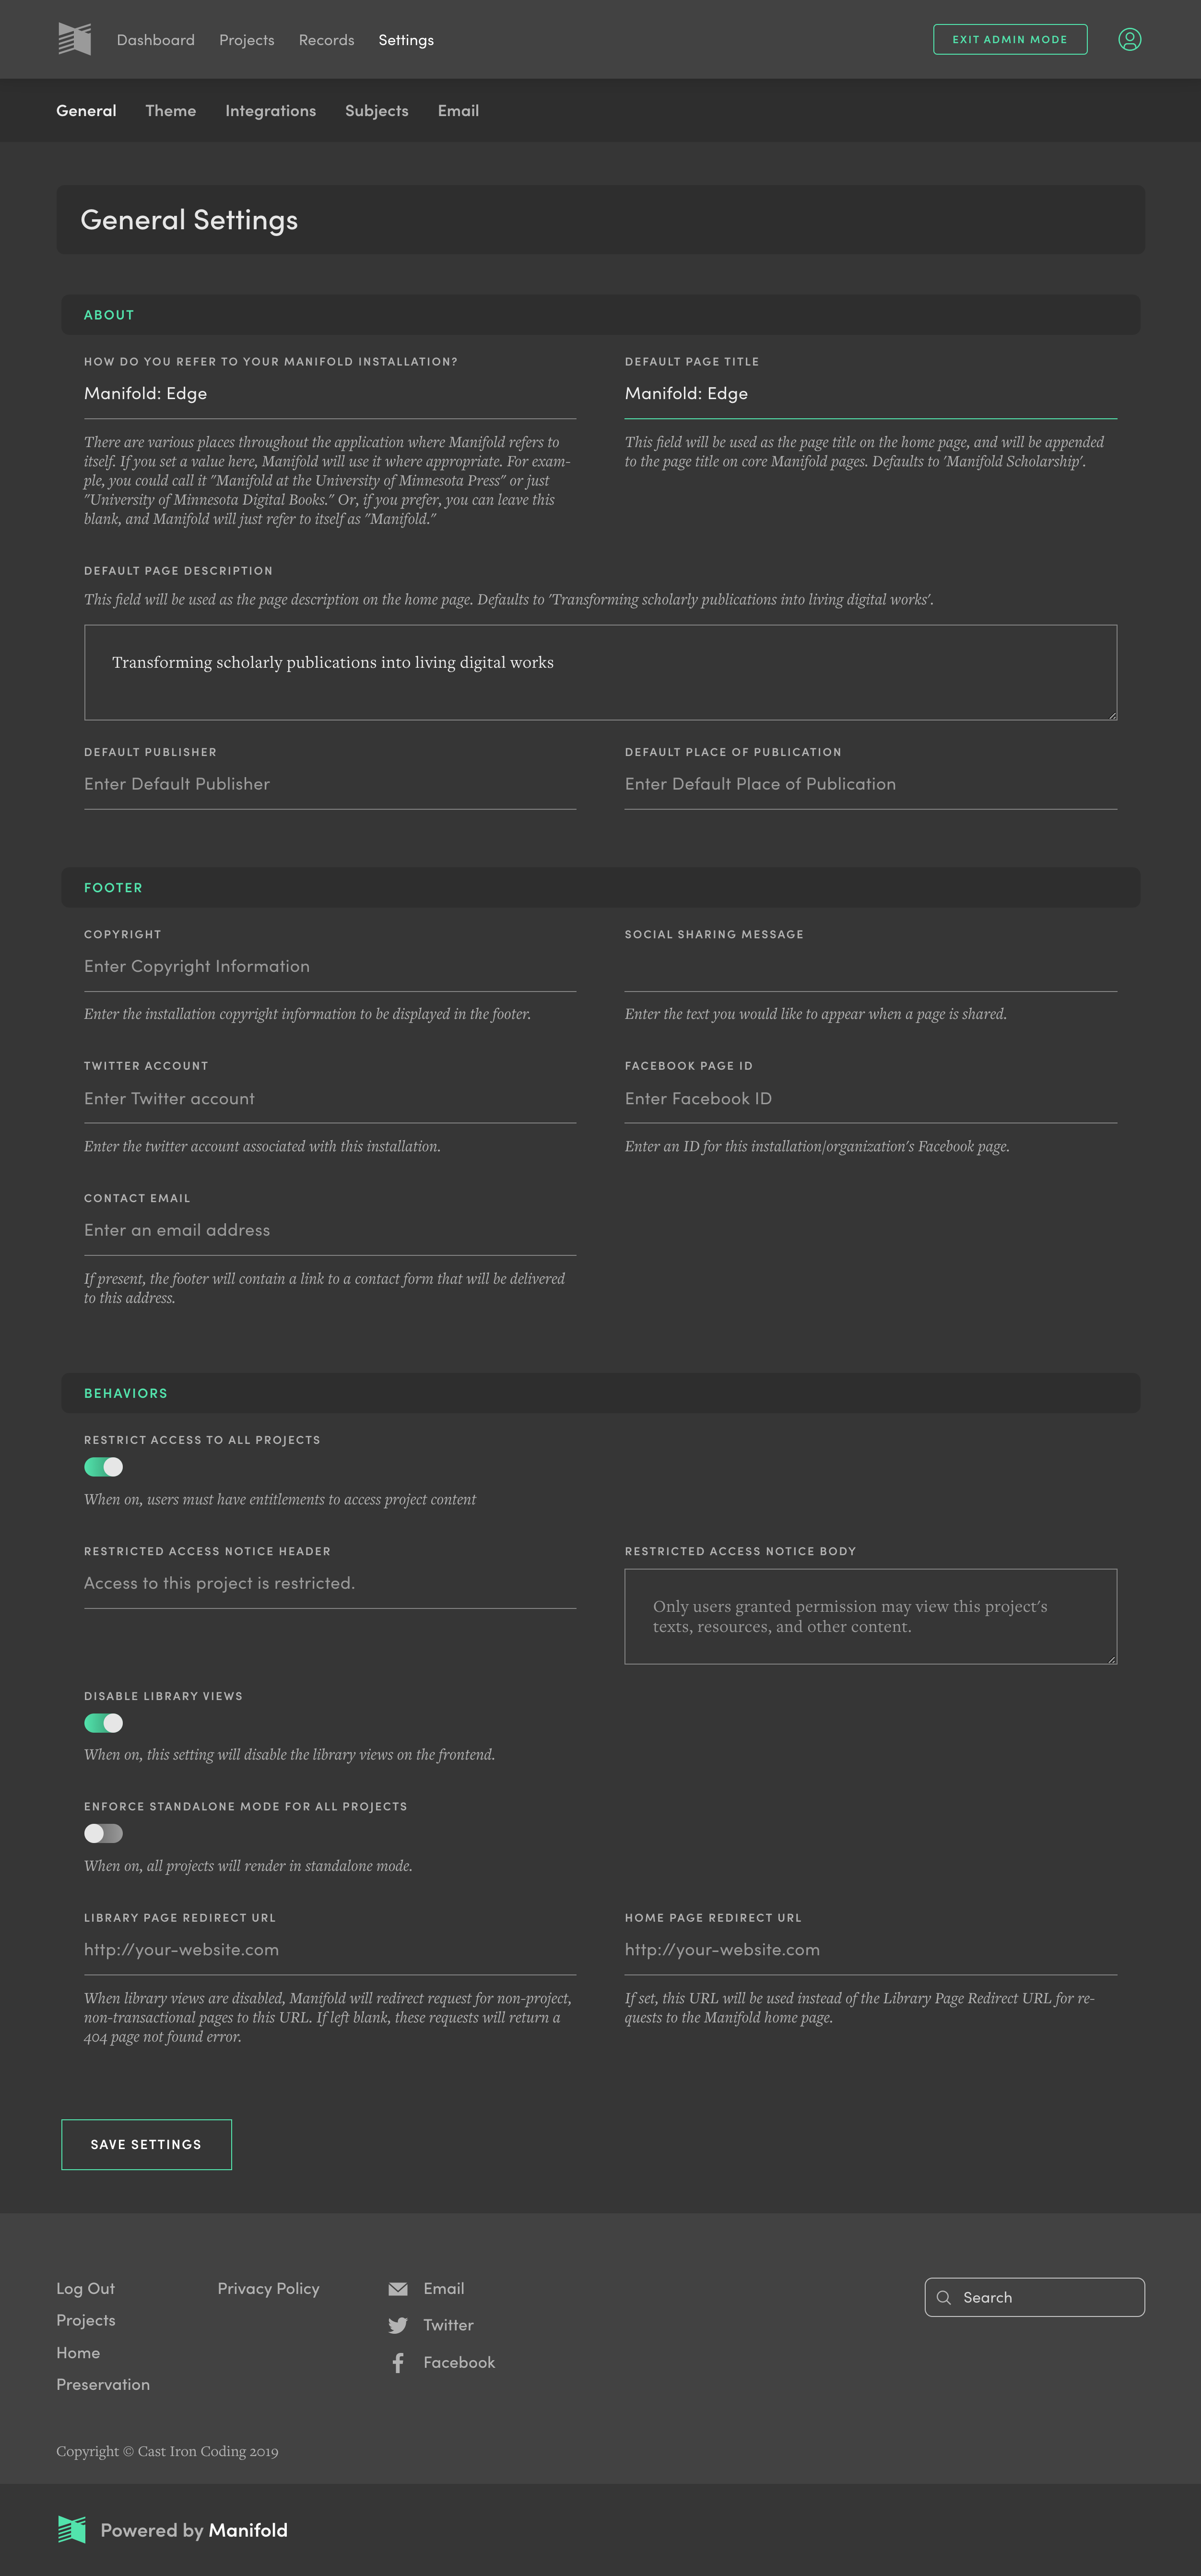 Dashboard Projects Records Settings EXIT ADMIN MODE
General Theme Integrations Subjects Email
General Settings
ABOUT
HOW DO YOU REFER TO YOUR MANIFOLD INSTALLATION?
Manifold: Edge
There are various places throughout the application where Manifold refers to
itself. If you set a value here, Manifold will use it where appropriate. For exam-
ple, you could call it "Manifold at the University of Minnesota Press" or just
"University of Minnesota Digital Books." Or, if you prefer, you can leave this
blank, and Manifold will just refer to itself as "Manifold."
DEFAULT PAGE TITLE
Manifold: Edge
This field will be used as the page title on the home page, and will be appended
to the page title on core Manifold pages. Defaults to 'Manifold Scholarship'.
DEFAULT PAGE DESCRIPTION
This field will be used as the page description on the home page. Defaults to 'Transforming scholarly publications into living digital works'.
Transforming scholarly publications into living digital works
DEFAULT PUBLISHER
Enter Default Publisher
DEFAULT PLACE OF PUBLICATION
Enter Default Place of Publication
FOOTER
COPYRIGHT
Enter Copyright Information
Enter the installation copyright information to be displayed in the footer.
SOCIAL SHARING MESSAGE
Enter the text you would like to appear when a page is shared.
TWITTER ACCOUNT
Enter Twitter account
Enter the twitter account associated with this installation.
FACEBOOK PAGE ID
Enter Facebook ID
Enter an ID for this installation/organization's Facebook page.
CONTACT EMAIL
Enter an email address
If present, the footer will contain a link to a contact form that will be delivered
to this address.
BEHAVIORS
RESTRICT ACCESS TO ALL PROJECTS
When on, users must have entitlements to access project content
RESTRICTED ACCESS NOTICE HEADER
Access to this project is restricted.
RESTRICTED ACCESS NOTICE BODY
Only users granted permission may view this project's
texts, resources, and other content.
DISABLE LIBRARY VIEWS
When on, this setting will disable the library views on the frontend.
ENFORCE STANDALONE MODE FOR ALL PROJECTS
When on, all projects will render in standalone mode.
LIBRARY PAGE REDIRECT URL
http://your-website.com
When library views are disabled, Manifold will redirect request for non-project,
non-transactional pages to this URL. If left blank, these requests will return a
404 page not found error.
HOME PAGE REDIRECT URL
http://your-website.com
If set, this URL will be used instead of the Library Page Redirect URL for re-
quests to the Manifold home page.
SAVE SETTINGS
Log Out
Projects
Home
Preservation
Privacy Policy
Email
Twitter
Facebook
Search
Copyright © Cast Iron Coding 2019
Powered by Manifold